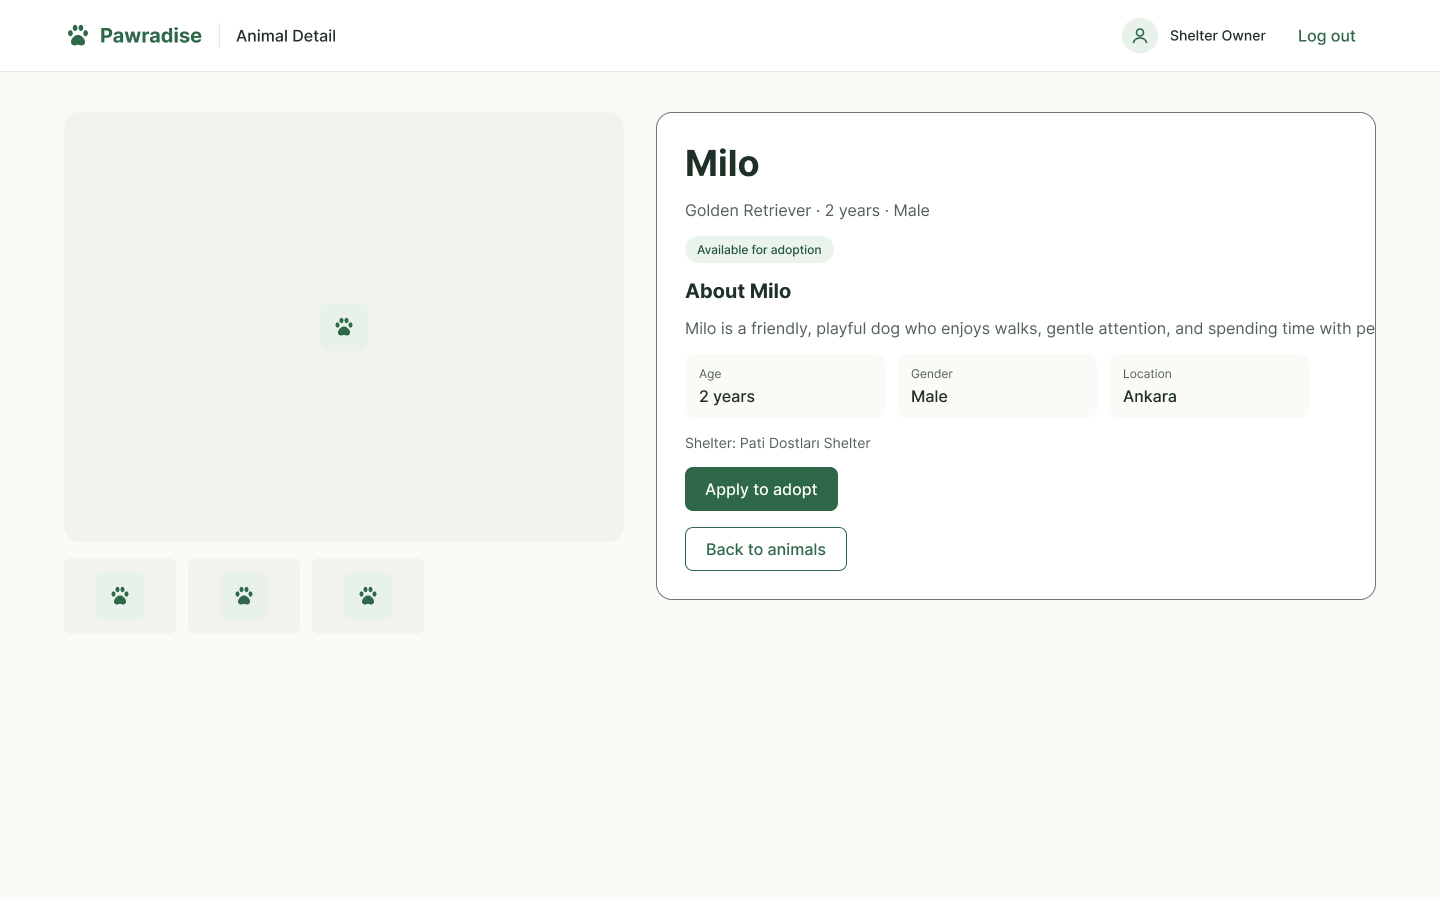 Pawradise
Animal Detail
Shelter Owner
Log out
Milo
Golden Retriever · 2 years · Male
Available for adoption
About Milo
Milo is a friendly, playful dog who enjoys walks, gentle attention, and spending time with pe
Age
2 years
Gender
Male
Location
Ankara
Shelter: Pati Dostları Shelter
Apply to adopt
Back to animals